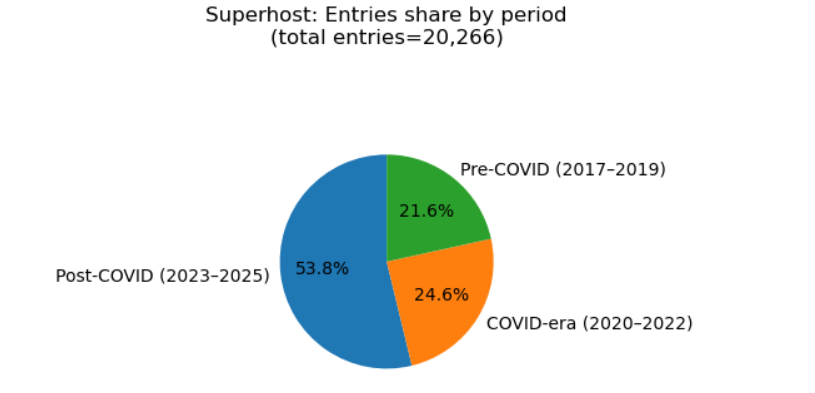 Superhost: Entries share by period
(total entries=20,266)
Pre-COVID (2017–2019)
21.6%
53.8%
Post-COVID (2023–2025)
24.6%
COVID-era (2020–2022)